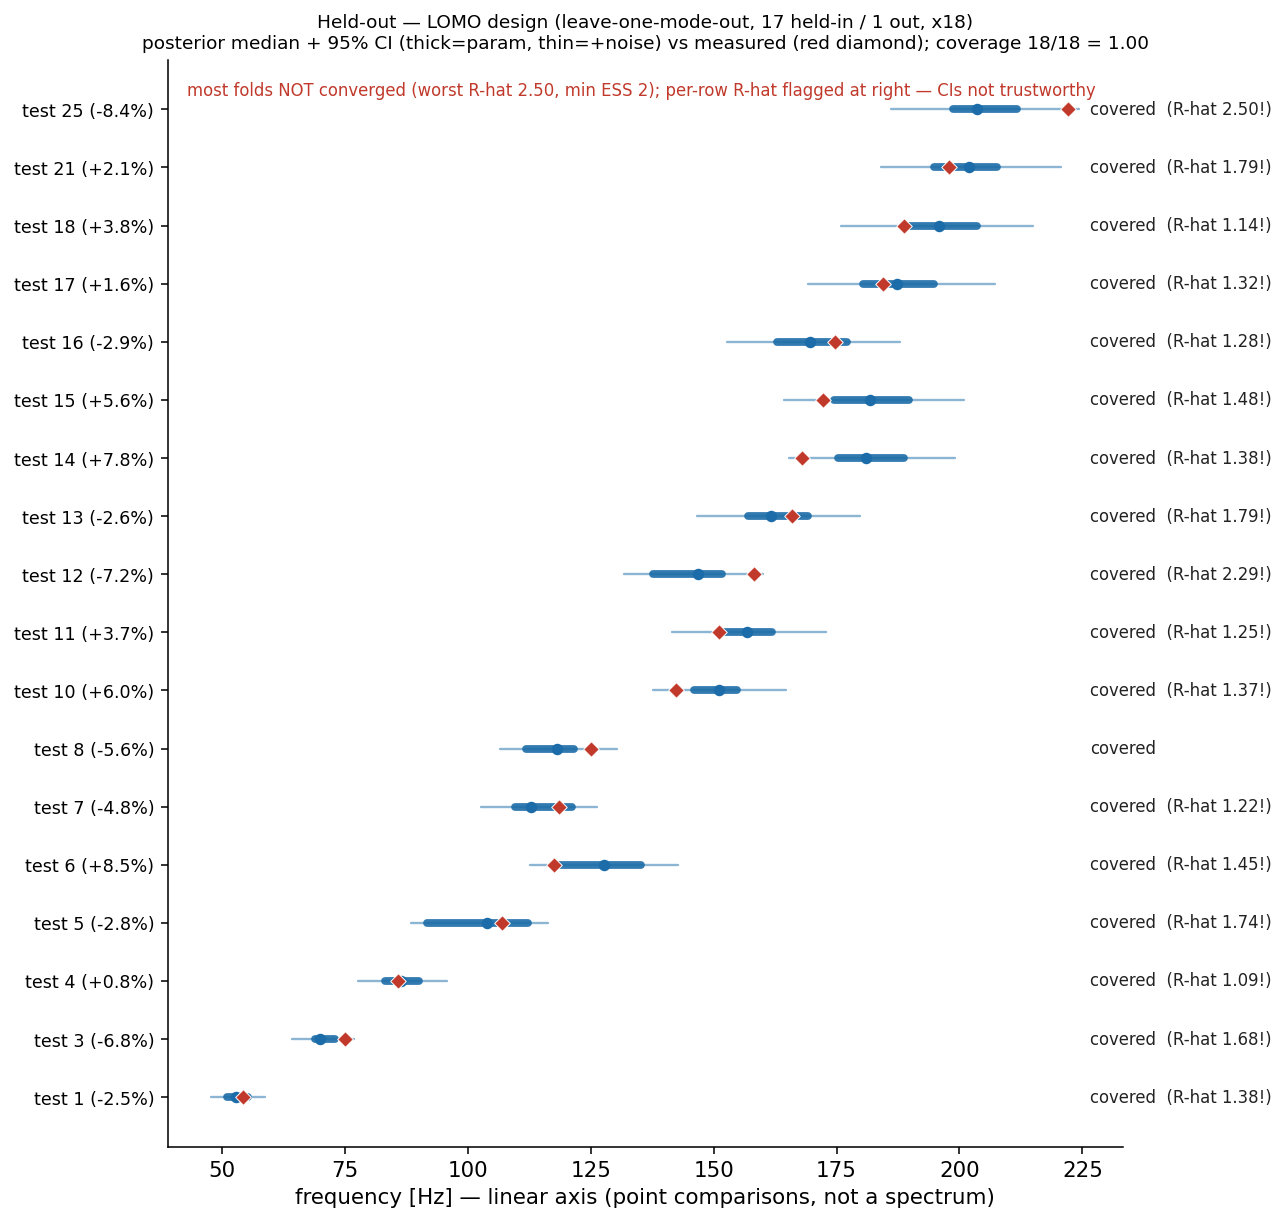 Held-out — LOMO design (leave-one-mode-out, 17 held-in / 1 out, x18)
posterior median + 95% CI (thick=param, thin=+noise) vs measured (red diamond); coverage 18/18 = 1.00
most folds NOT converged (worst R-hat 2.50, min ESS 2); per-row R-hat flagged at right — CIs not trustworthy
test 25 (-8.4%) covered (R-hat 2.50!)
test 21 (+2.1%) covered (R-hat 1.79!)
test 18 (+3.8%) covered (R-hat 1.14!)
test 17 (+1.6%) covered (R-hat 1.32!)
test 16 (-2.9%) covered (R-hat 1.28!)
test 15 (+5.6%) covered (R-hat 1.48!)
test 14 (+7.8%) covered (R-hat 1.38!)
test 13 (-2.6%) covered (R-hat 1.79!)
test 12 (-7.2%) covered (R-hat 2.29!)
test 11 (+3.7%) covered (R-hat 1.25!)
test 10 (+6.0%) covered (R-hat 1.37!)
test 8 (-5.6%) covered
test 7 (-4.8%) covered (R-hat 1.22!)
test 6 (+8.5%) covered (R-hat 1.45!)
test 5 (-2.8%) covered (R-hat 1.74!)
test 4 (+0.8%) covered (R-hat 1.09!)
test 3 (-6.8%) covered (R-hat 1.68!)
test 1 (-2.5%) covered (R-hat 1.38!)
50 75 100 125 150 175 200 225
frequency [Hz] — linear axis (point comparisons, not a spectrum)